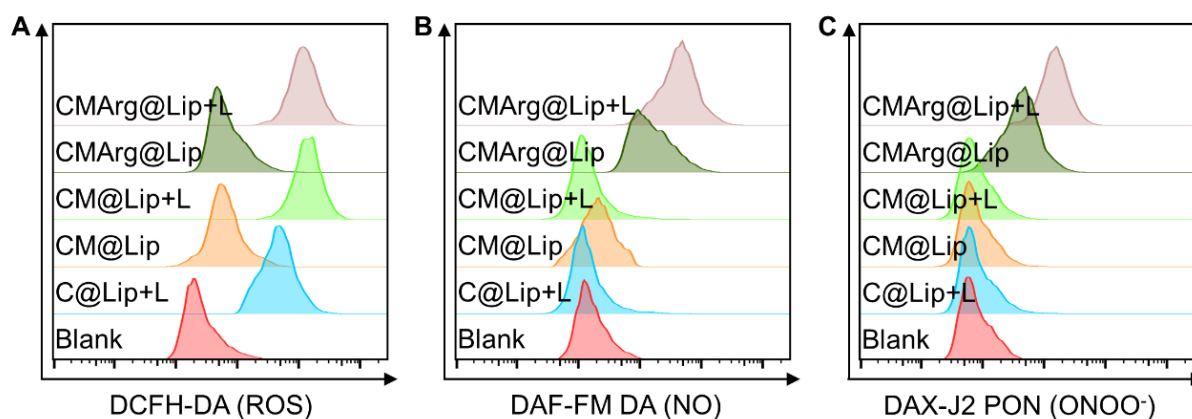 A
CMArg@Lip+L
CMArg@Lip
CM@Lip+L
CM@Lip
C@Lip+L
Blank
DCFH-DA (ROS)
B
CMArg@Lip+L
CMArg@Lip
CM@Lip+L
CM@Lip
C@Lip+L
Blank
DAF-FM DA (NO)
C
CMArg@Lip+L
CMArg@Lip
CM@Lip+L
CM@Lip
C@Lip+L
Blank
DAX-J2 PON (ONOO⁻)